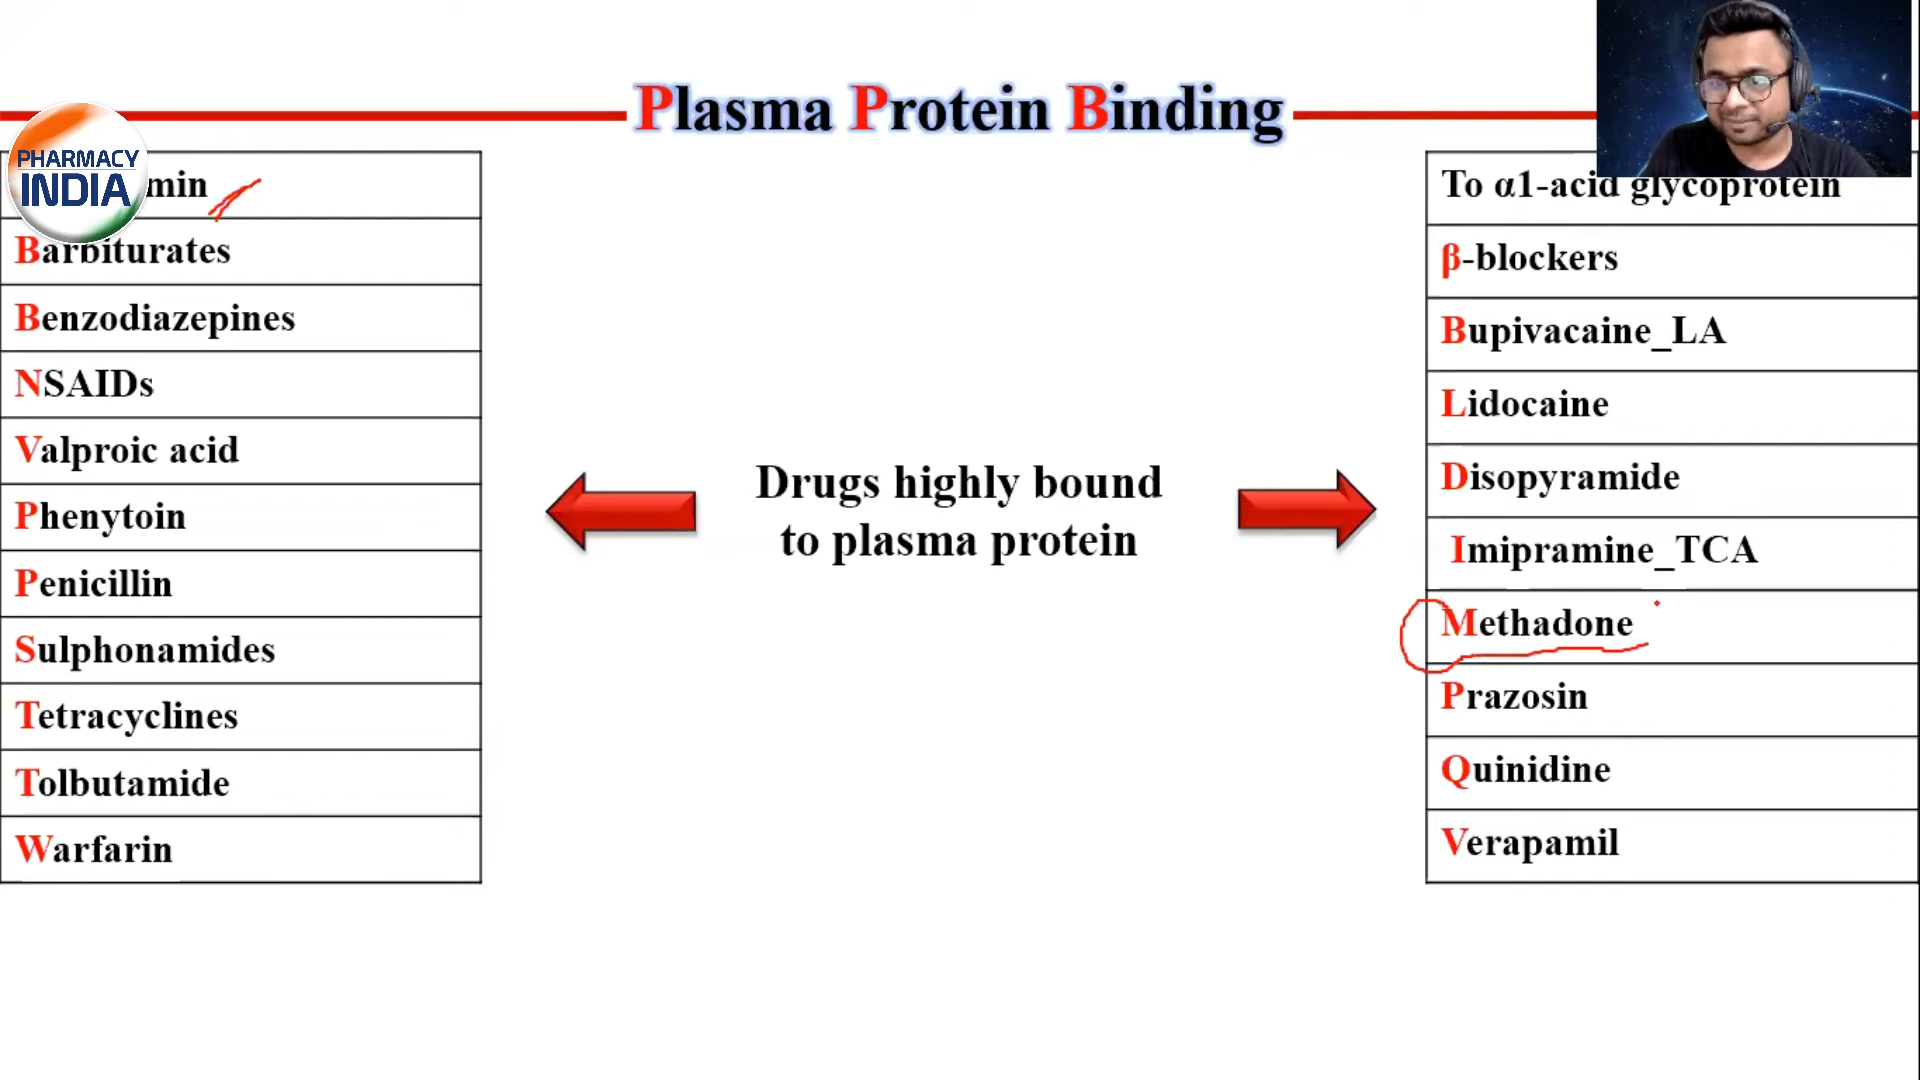 Plasma Protein Binding
PHARMACY
INDIA
Barbiturates
Benzodiazepines
NSAIDs
Valproic acid
Phenytoin
Penicillin
Sulphonamides
Tetracyclines
Tolbutamide
Warfarin
Drugs highly bound
to plasma protein
To α1-acid glycoprotein
β-blockers
Bupivacaine_LA
Lidocaine
Disopyramide
Imipramine_TCA
Methadone
Prazosin
Quinidine
Verapamil